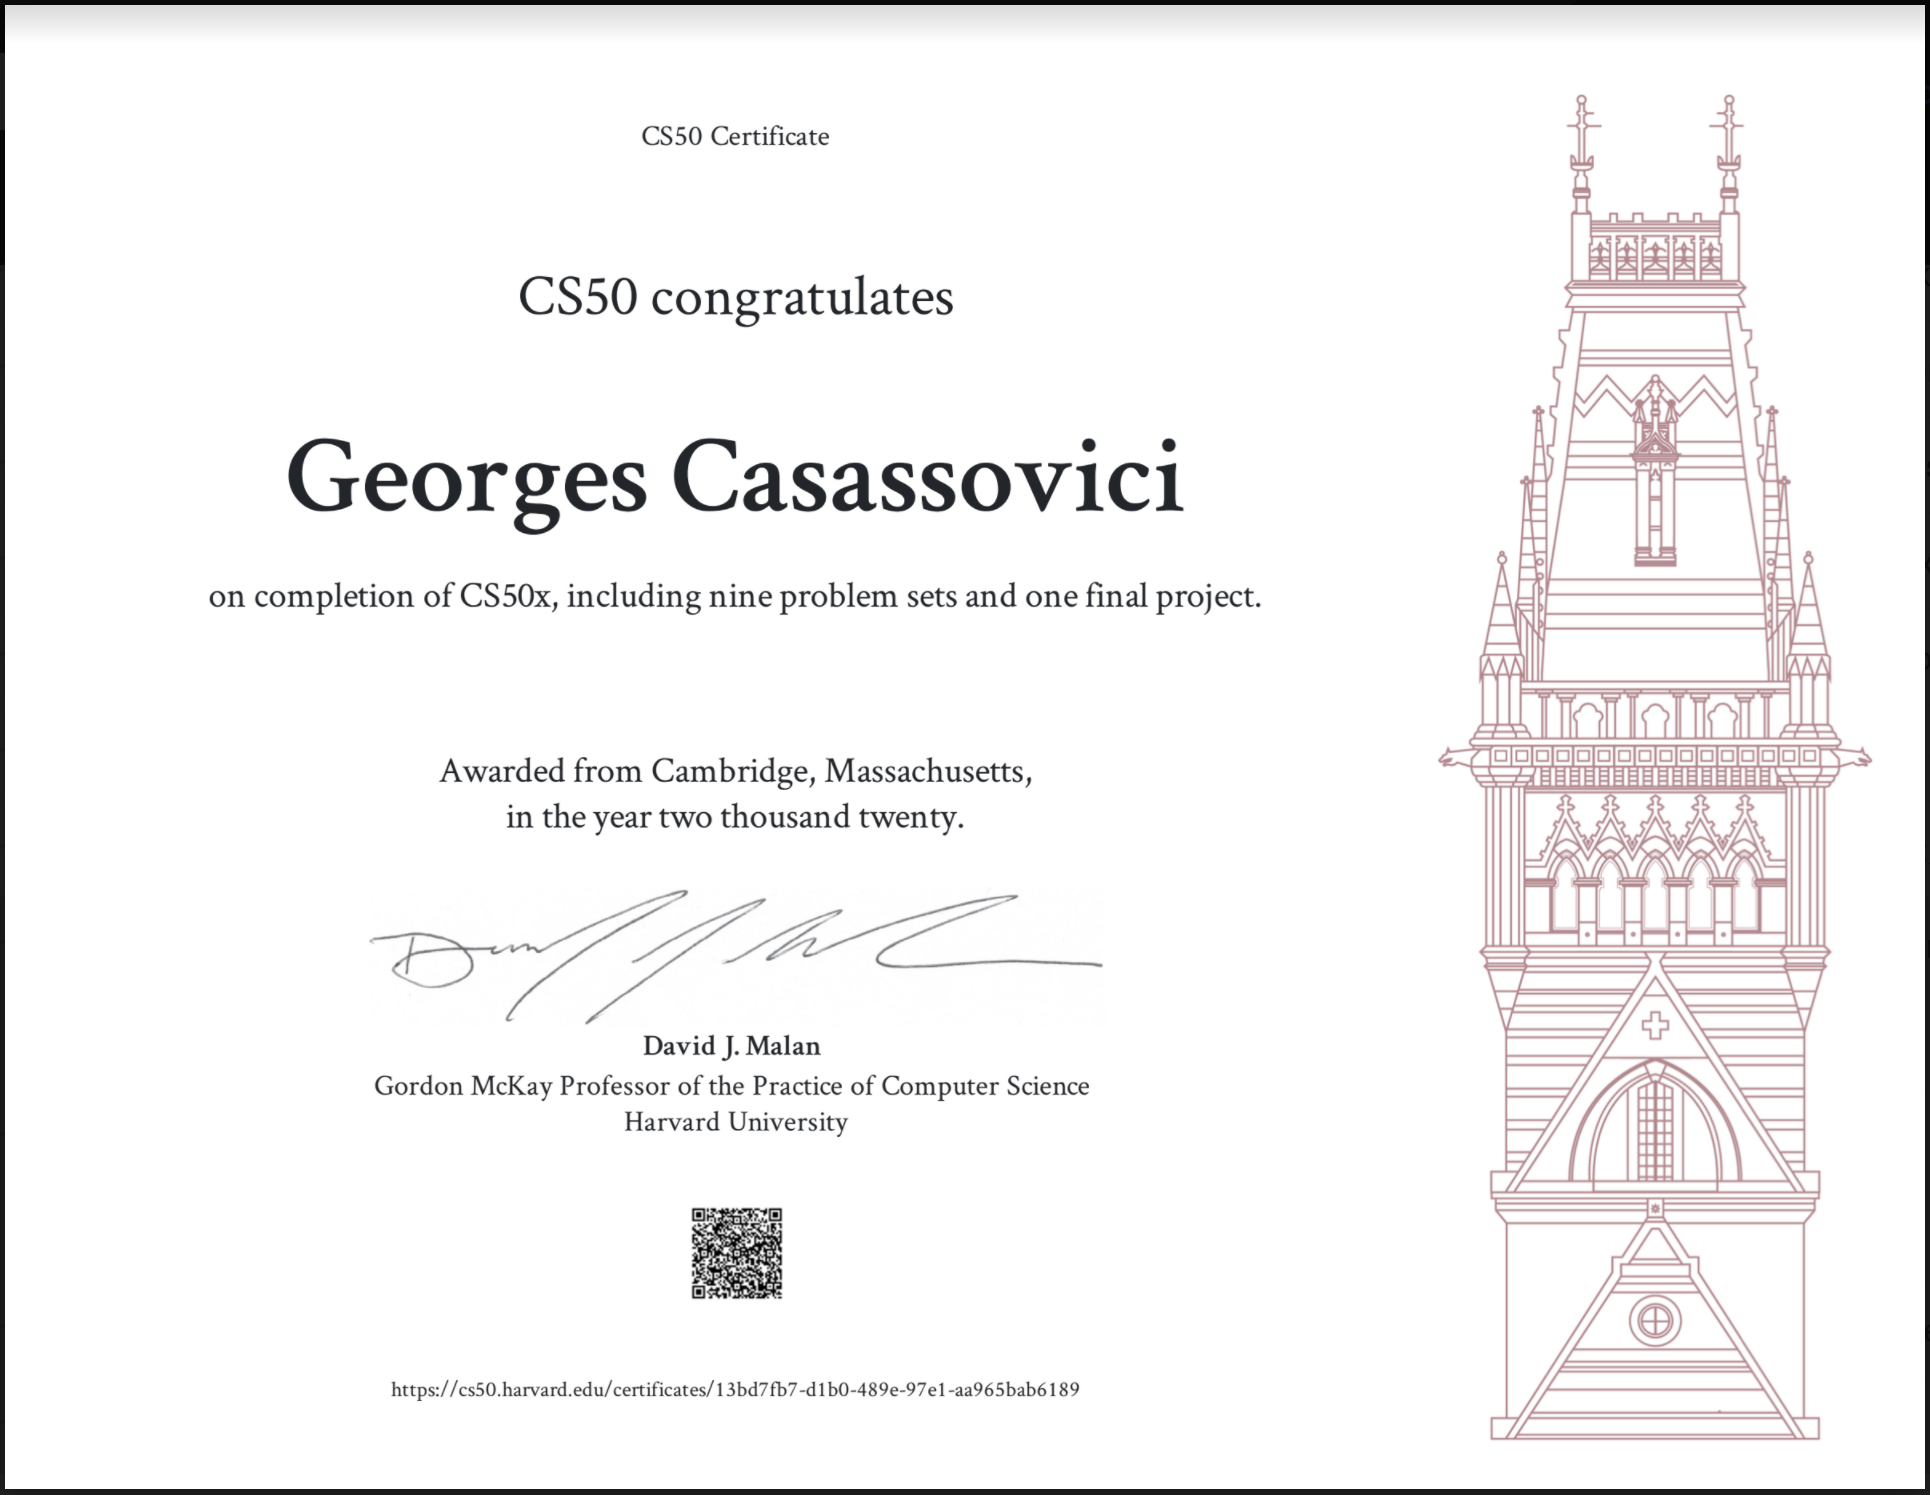 CS50 Certificate
CS50 congratulates
Georges Casassovici
on completion of CS50x, including nine problem sets and one final project.
Awarded from Cambridge, Massachusetts,
in the year two thousand twenty.
David J. Malan
Gordon McKay Professor of the Practice of Computer Science
Harvard University
https://cs50.harvard.edu/certificates/13bd7fb7-d1b0-489e-97e1-aa965bab6189